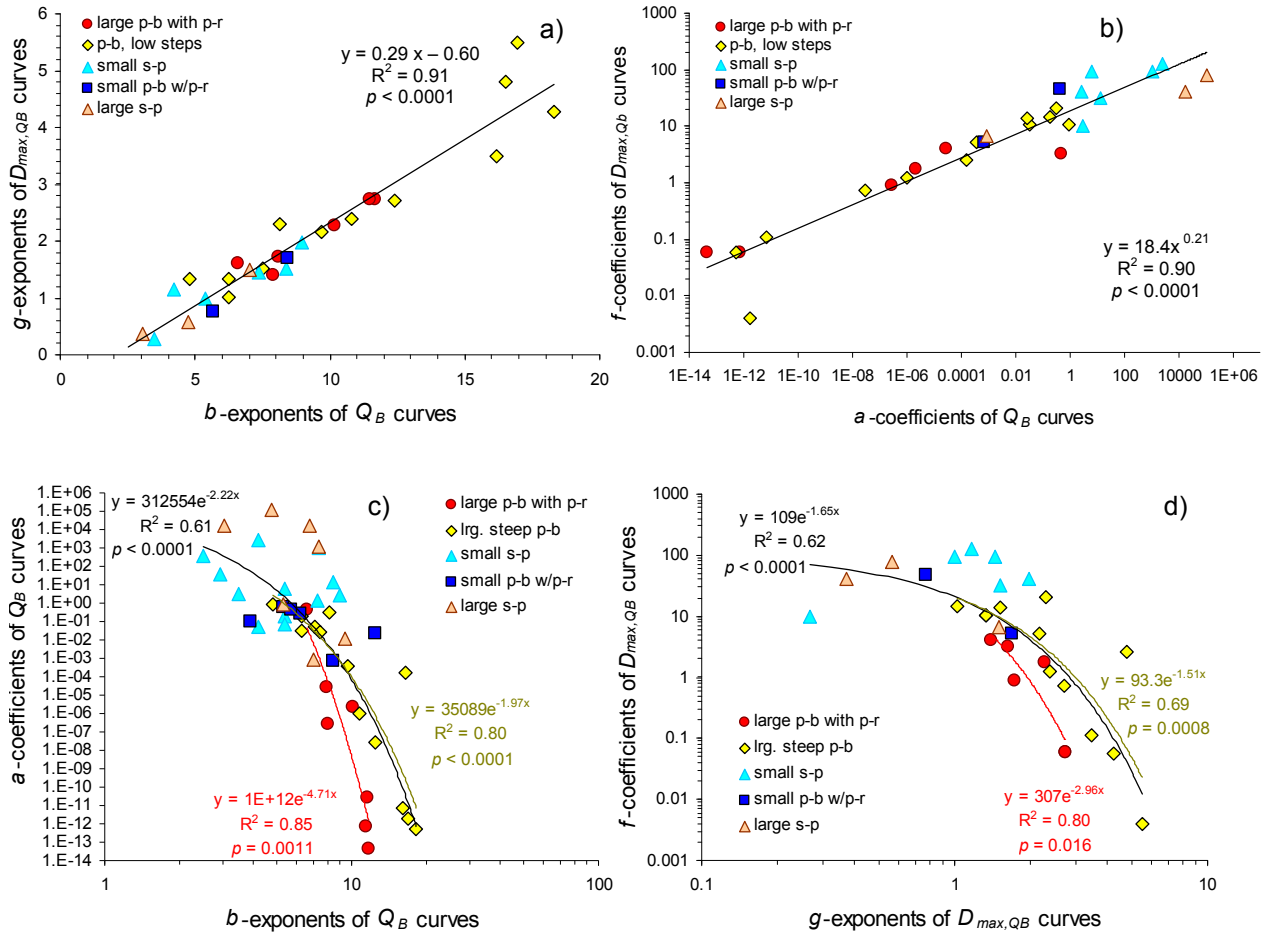 a)
large p-b with p-r
p-b, low steps
small s-p
small p-b w/p-r
large s-p
y = 0.29 x – 0.60
R² = 0.91
p < 0.0001
6
5
4
3
2
1
0
0 5 10 15 20
g-exponents of D_max,QB curves
b-exponents of Q_B curves
b)
large p-b with p-r
p-b, low steps
small s-p
small p-b w/p-r
large s-p
y = 18.4x^0.21
R² = 0.90
p < 0.0001
1000
100
10
1
0.1
0.01
0.001
1E-14 1E-12 1E-10 1E-08 1E-06 0.0001 0.01 1 100 10000 1E+06
f-coefficients of D_max,Qb curves
a-coefficients of Q_B curves
c)
y = 312554e^-2.22x
R² = 0.61
p < 0.0001
large p-b with p-r
lrg. steep p-b
small s-p
small p-b w/p-r
large s-p
y = 35089e^-1.97x
R² = 0.80
p < 0.0001
y = 1E+12e^-4.71x
R² = 0.85
p = 0.0011
1.E+06
1.E+05
1.E+04
1.E+03
1.E+02
1.E+01
1.E+00
1.E-01
1.E-02
1.E-03
1.E-04
1.E-05
1.E-06
1.E-07
1.E-08
1.E-09
1.E-10
1.E-11
1.E-12
1.E-13
1.E-14
1 10 100
a-coefficients of Q_B curves
b-exponents of Q_B curves
d)
y = 109e^-1.65x
R² = 0.62
p < 0.0001
y = 93.3e^-1.51x
R² = 0.69
p = 0.0008
large p-b with p-r
lrg. steep p-b
small s-p
small p-b w/p-r
large s-p
y = 307e^-2.96x
R² = 0.80
p = 0.016
1000
100
10
1
0.1
0.01
0.001
0.1 1 10
f-coefficients of D_max,QB curves
g-exponents of D_max,QB curves